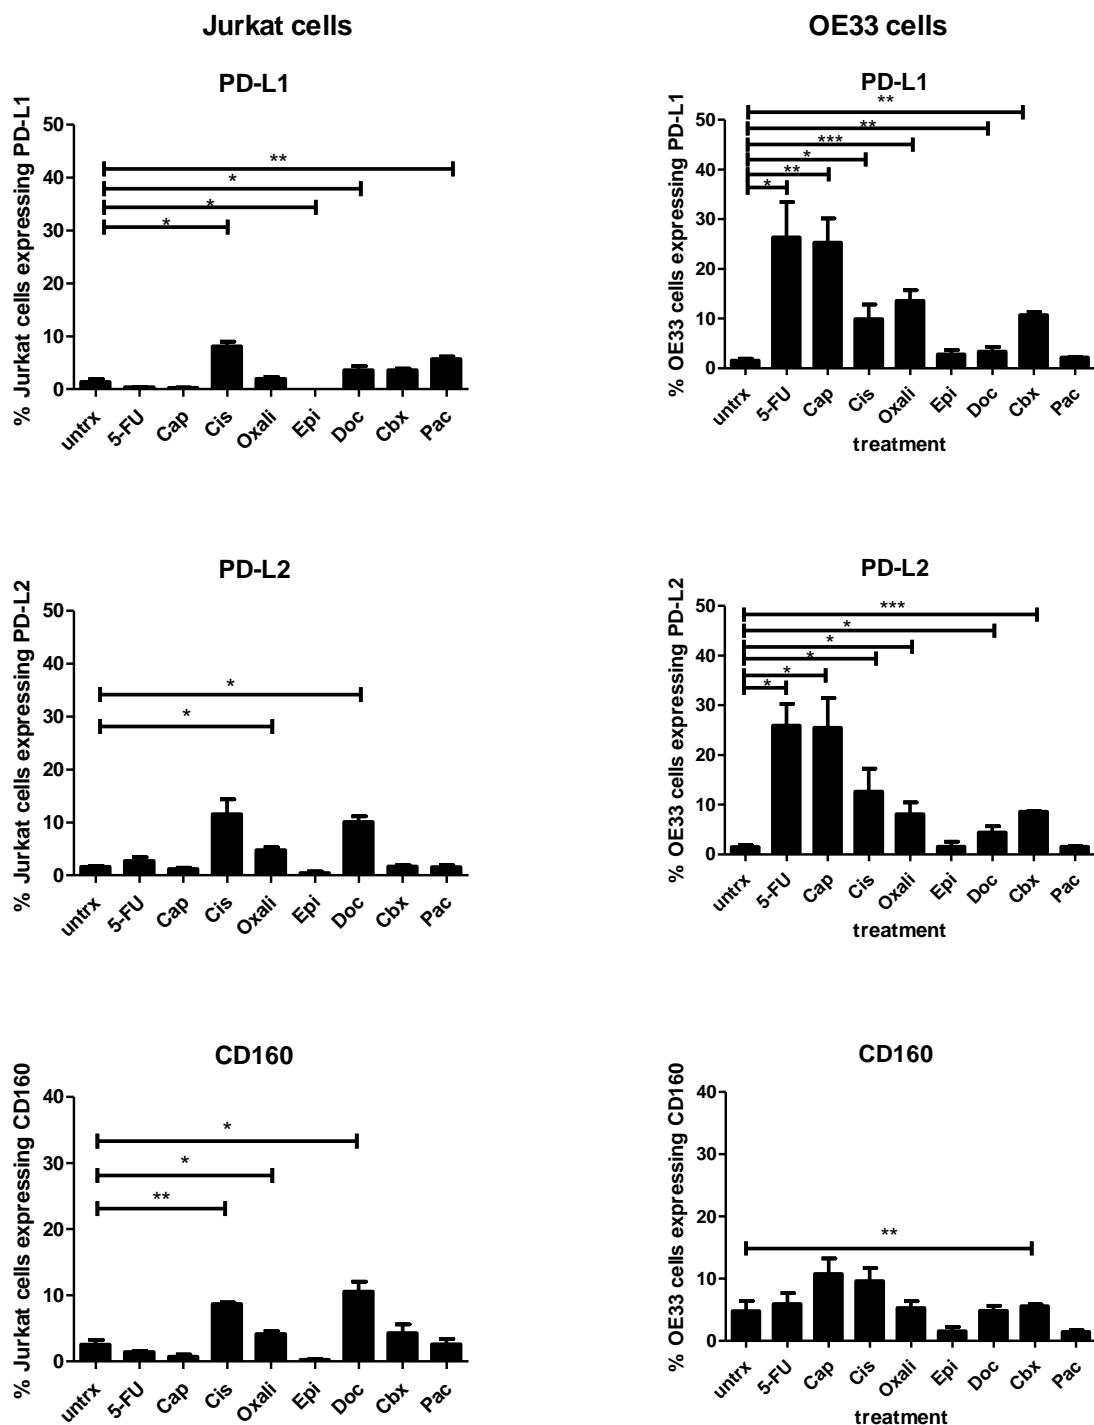 Jurkat cells
OE33 cells
PD-L1
% Jurkat cells expressing PD-L1
50
40
30
20
10
0
**
*
*
*
untrx
5-FU
Cap
Cis
Oxali
Epi
Doc
Cbx
Pac
PD-L1
% OE33 cells expressing PD-L1
50
40
30
20
10
0
**
**
***
*
**
*
untrx
5-FU
Cap
Cis
Oxali
Epi
Doc
Cbx
Pac
treatment
PD-L2
% Jurkat cells expressing PD-L2
50
40
30
20
10
0
*
*
untrx
5-FU
Cap
Cis
Oxali
Epi
Doc
Cbx
Pac
PD-L2
% OE33 cells expressing PD-L2
50
40
30
20
10
0
***
*
*
*
*
*
untrx
5-FU
Cap
Cis
Oxali
Epi
Doc
Cbx
Pac
treatment
CD160
% Jurkat cells expressing CD160
40
30
20
10
0
*
*
**
untrx
5-FU
Cap
Cis
Oxali
Epi
Doc
Cbx
Pac
CD160
% OE33 cells expressing CD160
40
30
20
10
0
**
untrx
5-FU
Cap
Cis
Oxali
Epi
Doc
Cbx
Pac
treatment